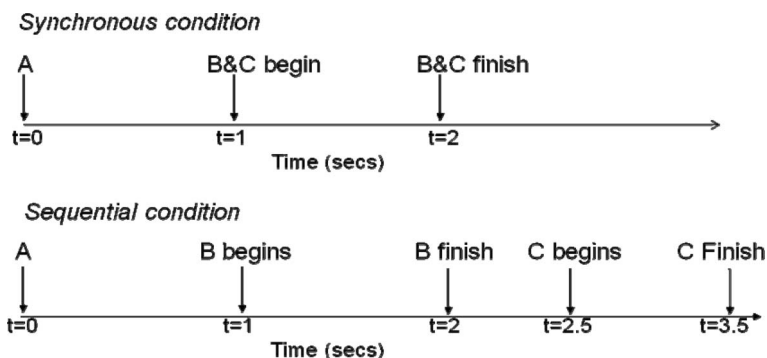 Synchronous condition
A B&C begin B&C finish
t=0 t=1 t=2
Time (secs)
Sequential condition
A B begins B finish C begins C Finish
t=0 t=1 t=2 t=2.5 t=3.5
Time (secs)